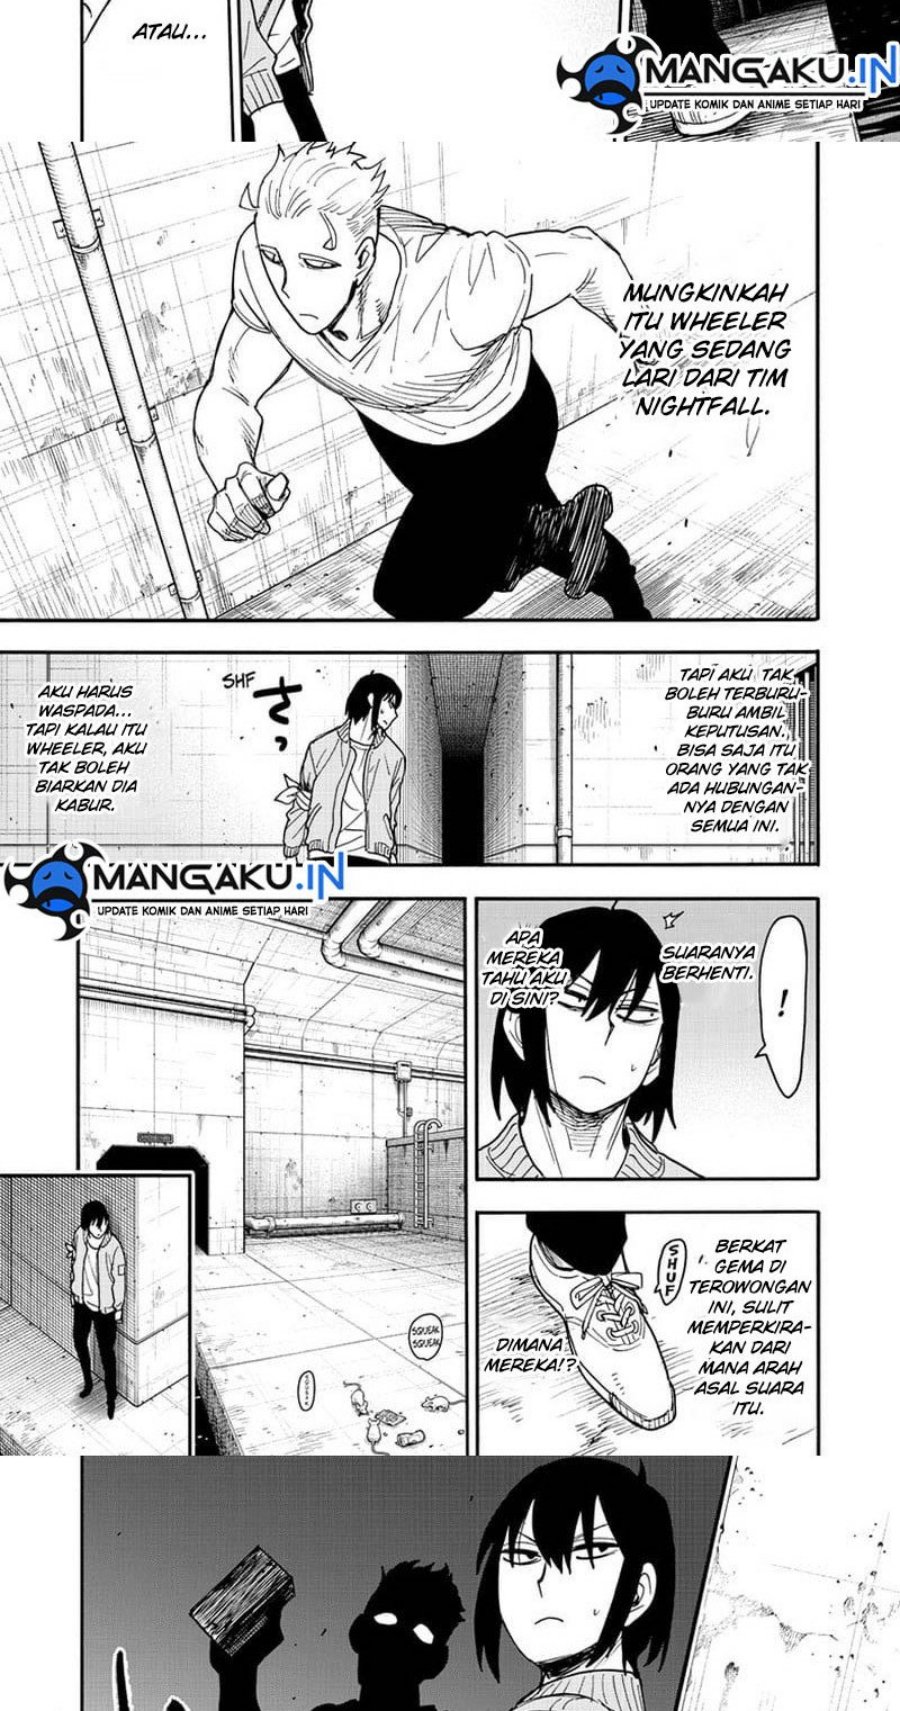 ATAU...
MANGAKU.IN
UPDATE KOMIK DAN ANIME SETIAP HARI
MUNGKINKAH
ITU WHEELER
YANG SEDANG
LARI DARI TIM
NIGHTFALL.
TAPI AKU TAK
BOLEH TERBURU-
BURU AMBIL
KEPUTUSAN.
BISA SAJA ITU
ORANG YANG TAK
ADA HUBUNGAN-
NYA DENGAN
SEMUA INI.
SHF
さっ
AKU HARUS
WASPADA...
TAPI KALAU ITU
WHEELER, AKU
TAK BOLEH
BIARKAN DIA
KABUR.
MANGAKU.IN
UPDATE KOMIK DAN ANIME SETIAP HARI
!
SUARANYA
BERHENTI.
APA
MEREKA
TAHU AKU
DI SINI?
BERKAT
GEMA DI
TEROWONGAN
INI, SULIT
MEMPERKIRA-
KAN DARI
MANA ARAH
ASAL SUARA
ITU.
SHUF
DIMANA
MEREKA!?
SQUEAK
SQUEAK
SQUEAK